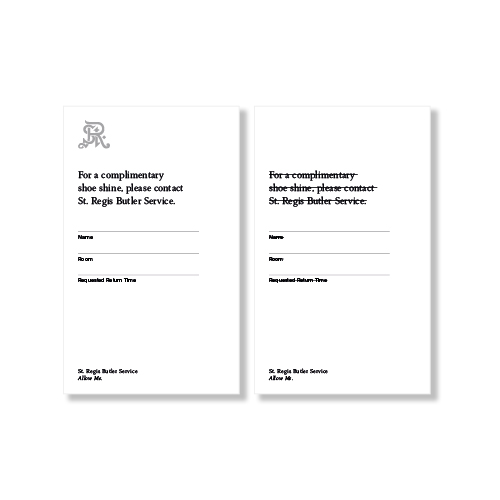 For a complimentary
shoe shine, please contact
St. Regis Butler Service.
Name
Room
Requested Return Time
St. Regis Butler Service
Allow Me.
For a complimentary
shoe shine, please contact
St. Regis Butler Service.
Name
Room
Requested Return Time
St. Regis Butler Service
Allow Me.